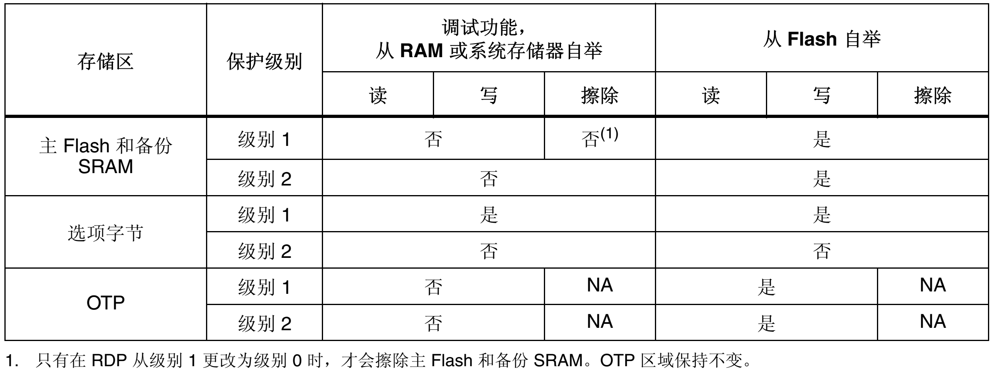 存储区
保护级别
调试功能，
从 RAM 或系统存储器自举
从 Flash 自举
读
写
擦除
读
写
擦除
主 Flash 和备份
SRAM
级别 1
否
否(1)
是
级别 2
否
是
选项字节
级别 1
是
是
级别 2
否
否
OTP
级别 1
否
NA
是
NA
级别 2
否
NA
是
NA
1. 只有在 RDP 从级别 1 更改为级别 0 时，才会擦除主 Flash 和备份 SRAM。OTP 区域保持不变。